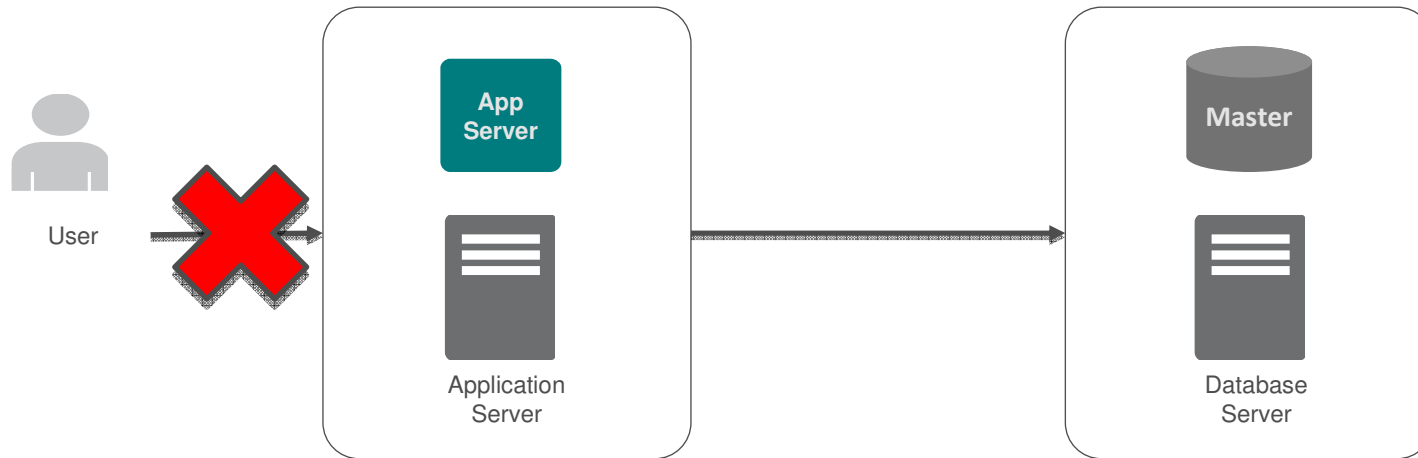 App
Server
Master
User
Application
Server
Database
Server